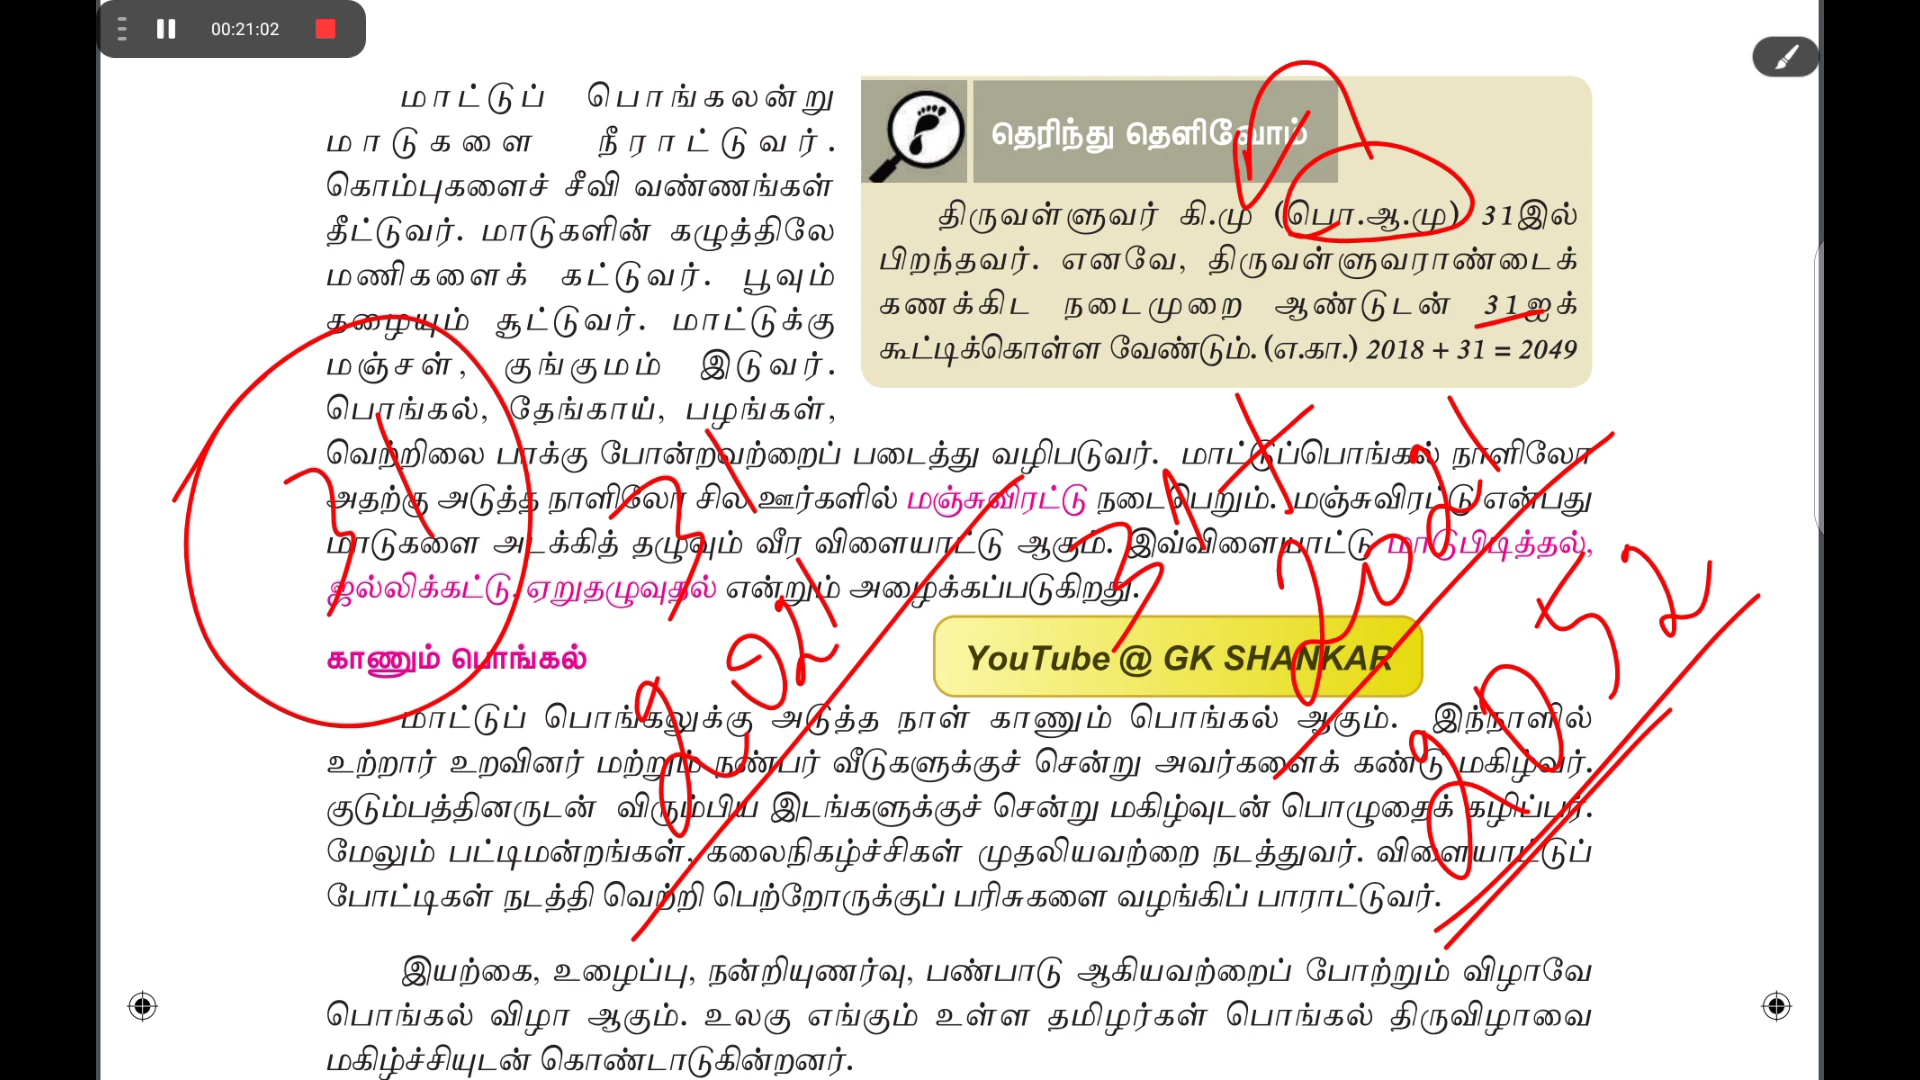 00:21:02
மாட்டுப் பொங்கலன்று
மாடுகளை நீராட்டுவர்.
கொம்புகளைச் சீவி வண்ணங்கள்
தீட்டுவர். மாடுகளின் கழுத்திலே
மணிகளைக் கட்டுவர். பூவும்
தழையும் சூட்டுவர். மாட்டுக்கு
மஞ்சள், குங்குமம் இடுவர்.
பொங்கல், தேங்காய், பழங்கள்,
வெற்றிலை பாக்கு போன்றவற்றைப் படைத்து வழிபடுவர். மாட்டுப்பொங்கல் நாளிலோ
அதற்கு அடுத்த நாளிலோ சில ஊர்களில் மஞ்சுவிரட்டு நடைபெறும். மஞ்சுவிரட்டு என்பது
மாடுகளை அடக்கித் தழுவும் வீர விளையாட்டு ஆகும். இவ்விளையாட்டு மாடுபிடித்தல்,
ஜல்லிக்கட்டு, ஏறுதழுவுதல் என்றும் அழைக்கப்படுகிறது.
தெரிந்து தெளிவோம்
திருவள்ளுவர் கி.மு (பொ.ஆ.மு) 31இல்
பிறந்தவர். எனவே, திருவள்ளுவராண்டைக்
கணக்கிட நடைமுறை ஆண்டுடன் 31ஐக்
கூட்டிக்கொள்ள வேண்டும். (எ.கா.) 2018 + 31 = 2049
31
31
2021
31 +
2021
2052
காணும் பொங்கல்
YouTube @ GK SHANKAR
மாட்டுப் பொங்கலுக்கு அடுத்த நாள் காணும் பொங்கல் ஆகும். இந்நாளில்
உற்றார் உறவினர் மற்றும் நண்பர் வீடுகளுக்குச் சென்று அவர்களைக் கண்டு மகிழ்வர்.
குடும்பத்தினருடன் விரும்பிய இடங்களுக்குச் சென்று மகிழ்வுடன் பொழுதைக் கழிப்பர்.
மேலும் பட்டிமன்றங்கள், கலைநிகழ்ச்சிகள் முதலியவற்றை நடத்துவர். விளையாட்டுப்
போட்டிகள் நடத்தி வெற்றி பெற்றோருக்குப் பரிசுகளை வழங்கிப் பாராட்டுவர்.
இயற்கை, உழைப்பு, நன்றியுணர்வு, பண்பாடு ஆகியவற்றைப் போற்றும் விழாவே
பொங்கல் விழா ஆகும். உலகு எங்கும் உள்ள தமிழர்கள் பொங்கல் திருவிழாவை
மகிழ்ச்சியுடன் கொண்டாடுகின்றனர்.